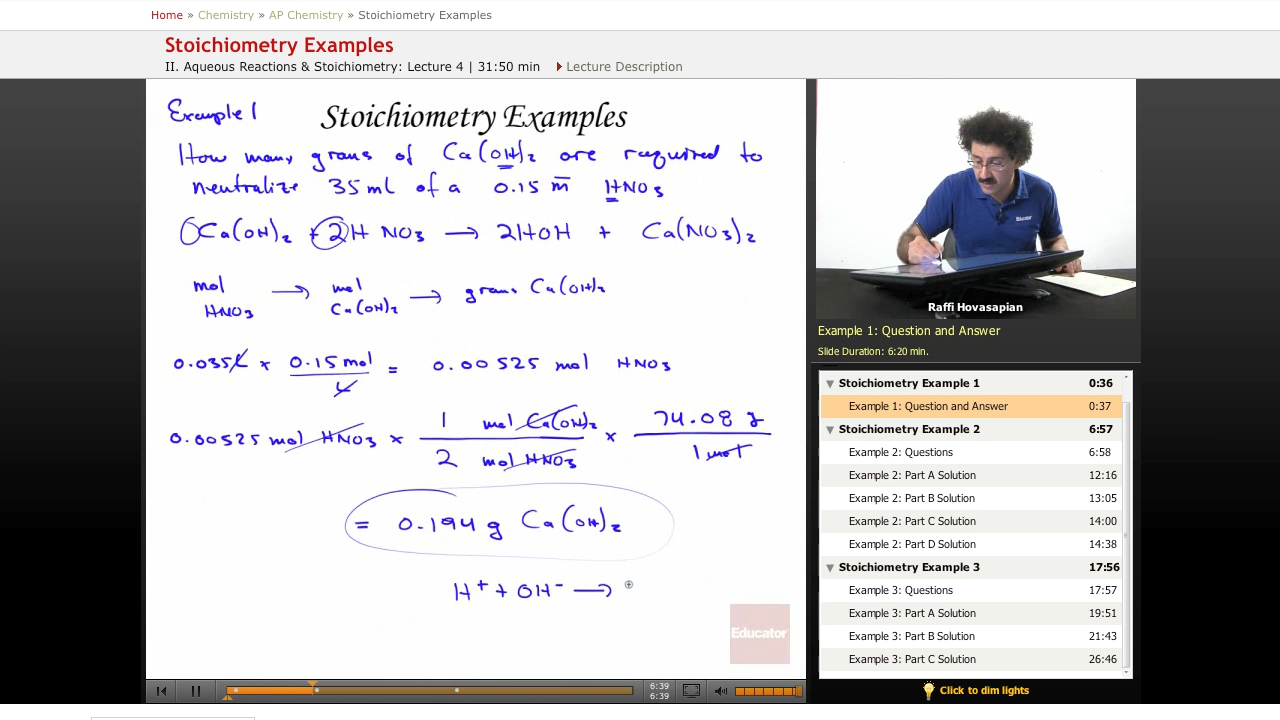 Home » Chemistry » AP Chemistry » Stoichiometry Examples
Stoichiometry Examples
II. Aqueous Reactions & Stoichiometry: Lecture 4 | 31:50 min Lecture Description
Example 1
Stoichiometry Examples
How many grams of Ca(OH)₂ are required to
neutralize 35 ml of a 0.15 m̅ HNO₃
Ca(OH)₂ + 2H NO₃ → 2HOH + Ca(NO₃)₂
mol HNO₃ → mol Ca(OH)₂ → grams Ca(OH)₂
0.035L × 0.15 mol / L = 0.00525 mol HNO₃
0.00525 mol HNO₃ × 1 mol Ca(OH)₂ / 2 mol HNO₃ × 74.08 g / 1 mol
= 0.194 g Ca(OH)₂
H⁺ + OH⁻ →
Educator
6:39
6:39
Educator
Raffi Hovasapian
Example 1: Question and Answer
Slide Duration: 6:20 min.
Stoichiometry Example 1 0:36
Example 1: Question and Answer 0:37
Stoichiometry Example 2 6:57
Example 2: Questions 6:58
Example 2: Part A Solution 12:16
Example 2: Part B Solution 13:05
Example 2: Part C Solution 14:00
Example 2: Part D Solution 14:38
Stoichiometry Example 3 17:56
Example 3: Questions 17:57
Example 3: Part A Solution 19:51
Example 3: Part B Solution 21:43
Example 3: Part C Solution 26:46
Click to dim lights